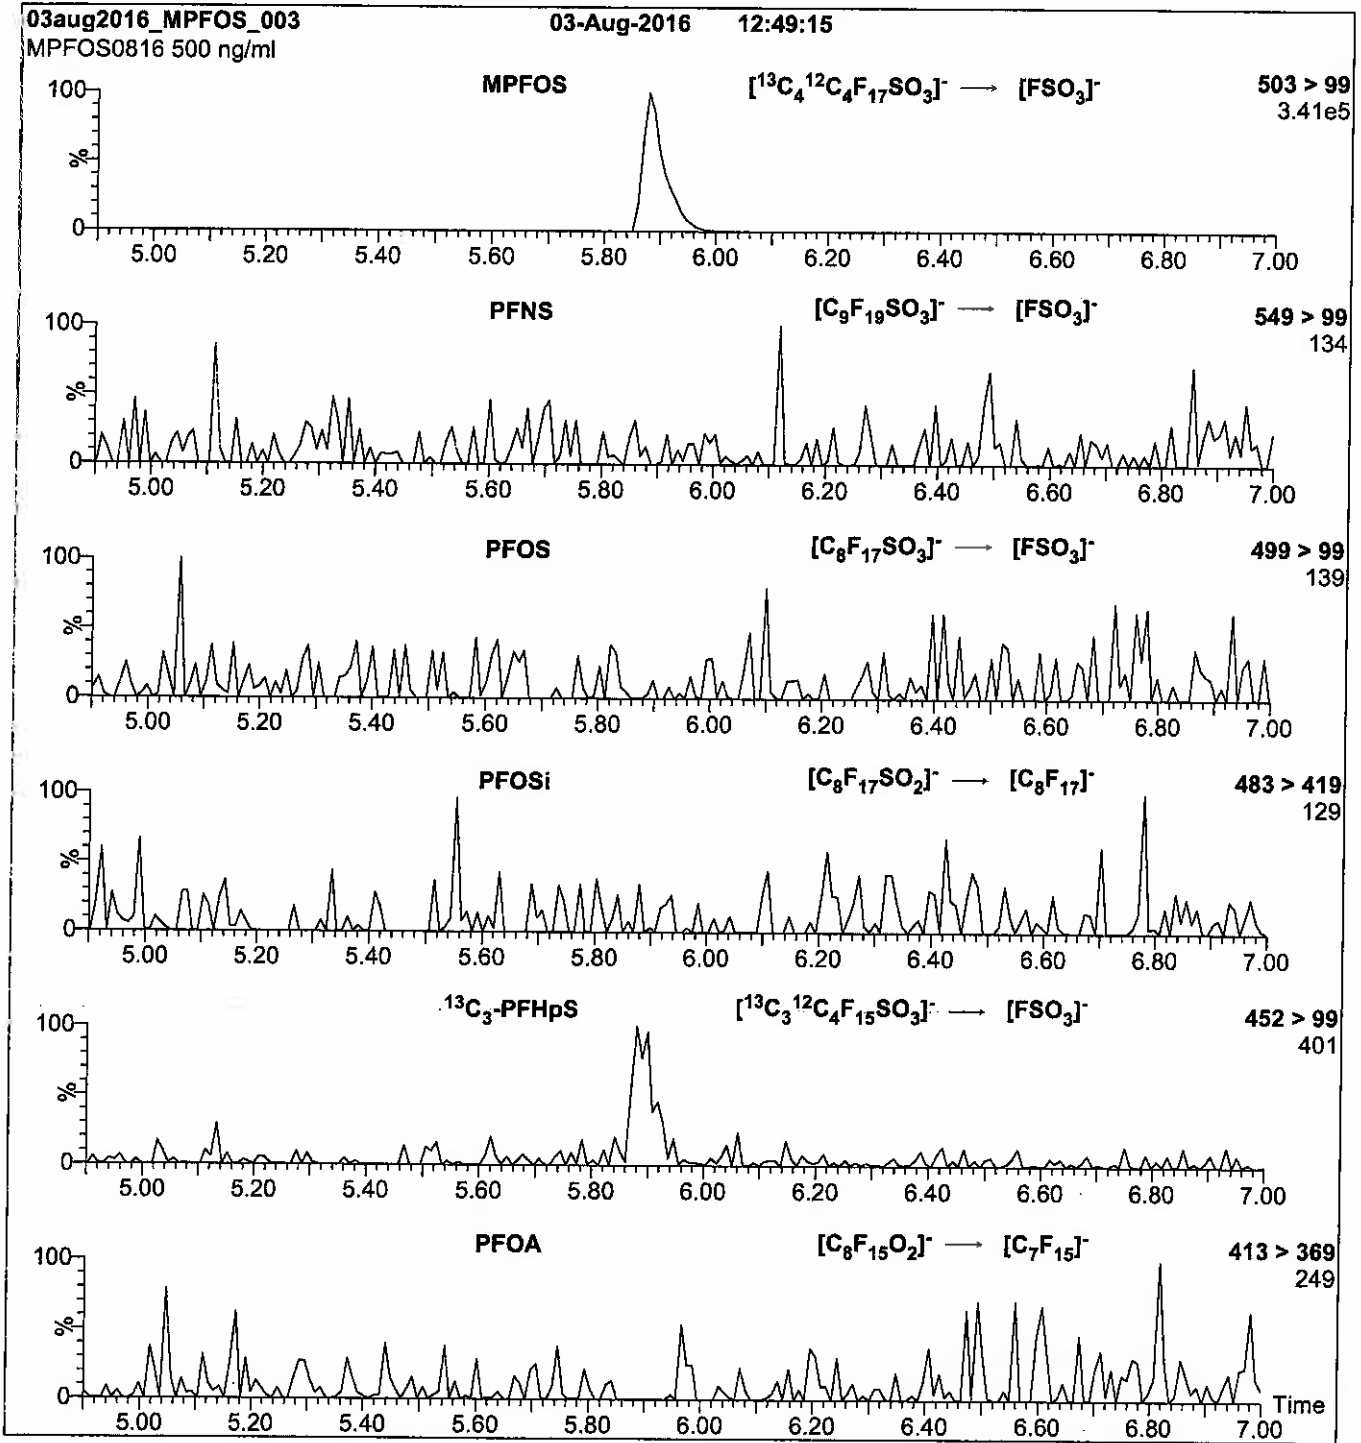 03aug2016_MPFOS_003 03-Aug-2016 12:49:15
MPFOS0816 500 ng/ml
MPFOS [¹³C₄¹²C₄F₁₇SO₃]⁻ → [FSO₃]⁻ 503 > 99
3.41e5
100
%
0
5.00 5.20 5.40 5.60 5.80 6.00 6.20 6.40 6.60 6.80 7.00
PFNS [C₉F₁₉SO₃]⁻ → [FSO₃]⁻ 549 > 99
134
100
%
0
5.00 5.20 5.40 5.60 5.80 6.00 6.20 6.40 6.60 6.80 7.00
PFOS [C₈F₁₇SO₃]⁻ → [FSO₃]⁻ 499 > 99
139
100
%
0
5.00 5.20 5.40 5.60 5.80 6.00 6.20 6.40 6.60 6.80 7.00
PFOSi [C₈F₁₇SO₂]⁻ → [C₈F₁₇]⁻ 483 > 419
129
100
%
0
5.00 5.20 5.40 5.60 5.80 6.00 6.20 6.40 6.60 6.80 7.00
¹³C₃-PFHpS [¹³C₃¹²C₄F₁₅SO₃]⁻ → [FSO₃]⁻ 452 > 99
401
100
%
0
5.00 5.20 5.40 5.60 5.80 6.00 6.20 6.40 6.60 6.80 7.00
PFOA [C₈F₁₅O₂]⁻ → [C₇F₁₅]⁻ 413 > 369
249
100
%
0
Time
5.00 5.20 5.40 5.60 5.80 6.00 6.20 6.40 6.60 6.80 7.00